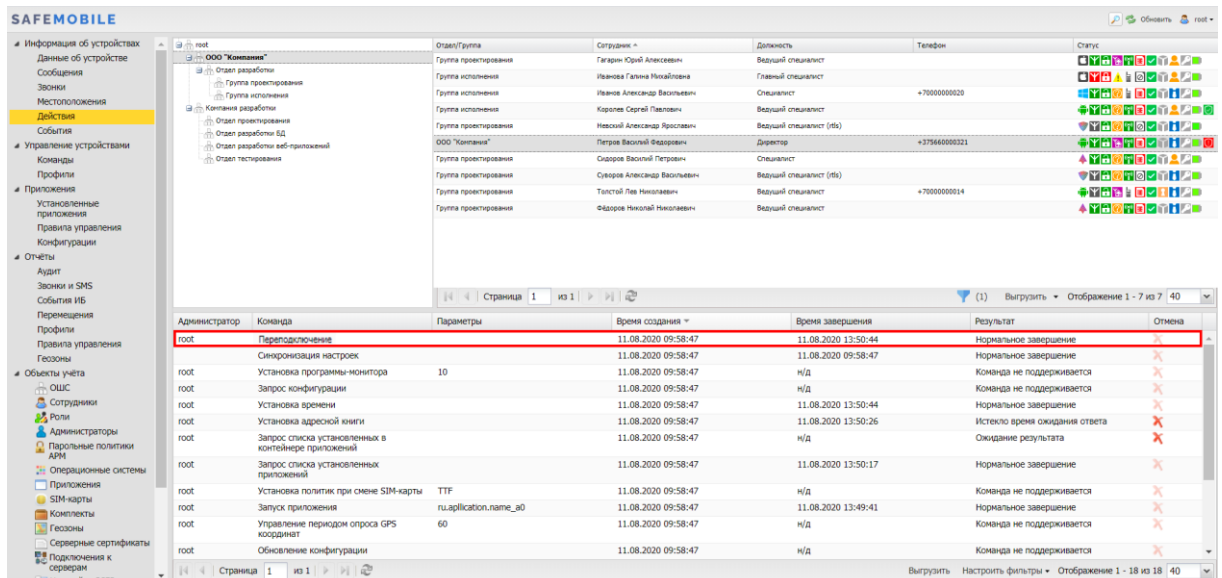 SAFEMOBILE
Обновить root
Информация об устройствах
Данные об устройстве
Сообщения
Звонки
Местоположения
Действия
События
Управление устройствами
Команды
Профили
Приложения
Установленные приложения
Правила управления
Конфигурации
Отчёты
Аудит
Звонки и SMS
События ИБ
Перемещения
Профили
Правила управления
Геозоны
Объекты учёта
ОШС
Сотрудники
Роли
Администраторы
Парольные политики АРМ
Операционные системы
Приложения
SIM-карты
Комплекты
Геозоны
Серверные сертификаты
Подключения к серверам
root
ООО "Компания"
Отдел разработки
Группа проектирования
Группа исполнения
Компания разработки
Отдел проектирования
Отдел разработки БД
Отдел разработки веб-приложений
Отдел тестирования
Отдел/Группа Сотрудник Должность Телефон Статус
Группа проектирования Гагарин Юрий Алексеевич Ведущий специалист
Группа исполнения Иванова Галина Михайловна Главный специалист
Группа исполнения Иванов Александр Васильевич Специалист +70000000020
Группа исполнения Королев Сергей Павлович Ведущий специалист
Группа проектирования Невский Александр Ярославич Ведущий специалист (rtls)
ООО "Компания" Петров Василий Федорович Директор +375660000321
Группа проектирования Сидоров Василий Петрович Специалист
Группа проектирования Суворов Александр Васильевич Ведущий специалист (rtls)
Группа проектирования Толстой Лев Николаевич Ведущий специалист +70000000014
Группа проектирования Фёдоров Николай Николаевич Ведущий специалист
Страница 1 из 1 (1) Выгрузить Отображение 1 - 7 из 7 40
Администратор Команда Параметры Время создания Время завершения Результат Отмена
root Переподключение 11.08.2020 09:58:47 11.08.2020 13:50:44 Нормальное завершение
Синхронизация настроек 11.08.2020 09:58:47 11.08.2020 09:58:47 Нормальное завершение
root Установка программы-монитора 10 11.08.2020 09:58:47 н/д Команда не поддерживается
root Запрос конфигурации 11.08.2020 09:58:47 н/д Команда не поддерживается
root Установка времени 11.08.2020 09:58:47 11.08.2020 13:50:44 Нормальное завершение
root Установка адресной книги 11.08.2020 09:58:47 11.08.2020 13:50:26 Истекло время ожидания ответа
root Запрос списка установленных в контейнере приложений 11.08.2020 09:58:47 н/д Ожидание результата
root Запрос списка установленных приложений 11.08.2020 09:58:47 11.08.2020 13:50:17 Нормальное завершение
root Установка политик при смене SIM-карты TTF 11.08.2020 09:58:47 н/д Команда не поддерживается
root Запуск приложения ru.apllication.name_a0 11.08.2020 09:58:47 11.08.2020 13:49:41 Нормальное завершение
root Управление периодом опроса GPS координат 60 11.08.2020 09:58:47 н/д Команда не поддерживается
root Обновление конфигурации 11.08.2020 09:58:47 н/д Команда не поддерживается
Страница 1 из 1 Выгрузить Настроить фильтры Отображение 1 - 18 из 18 40